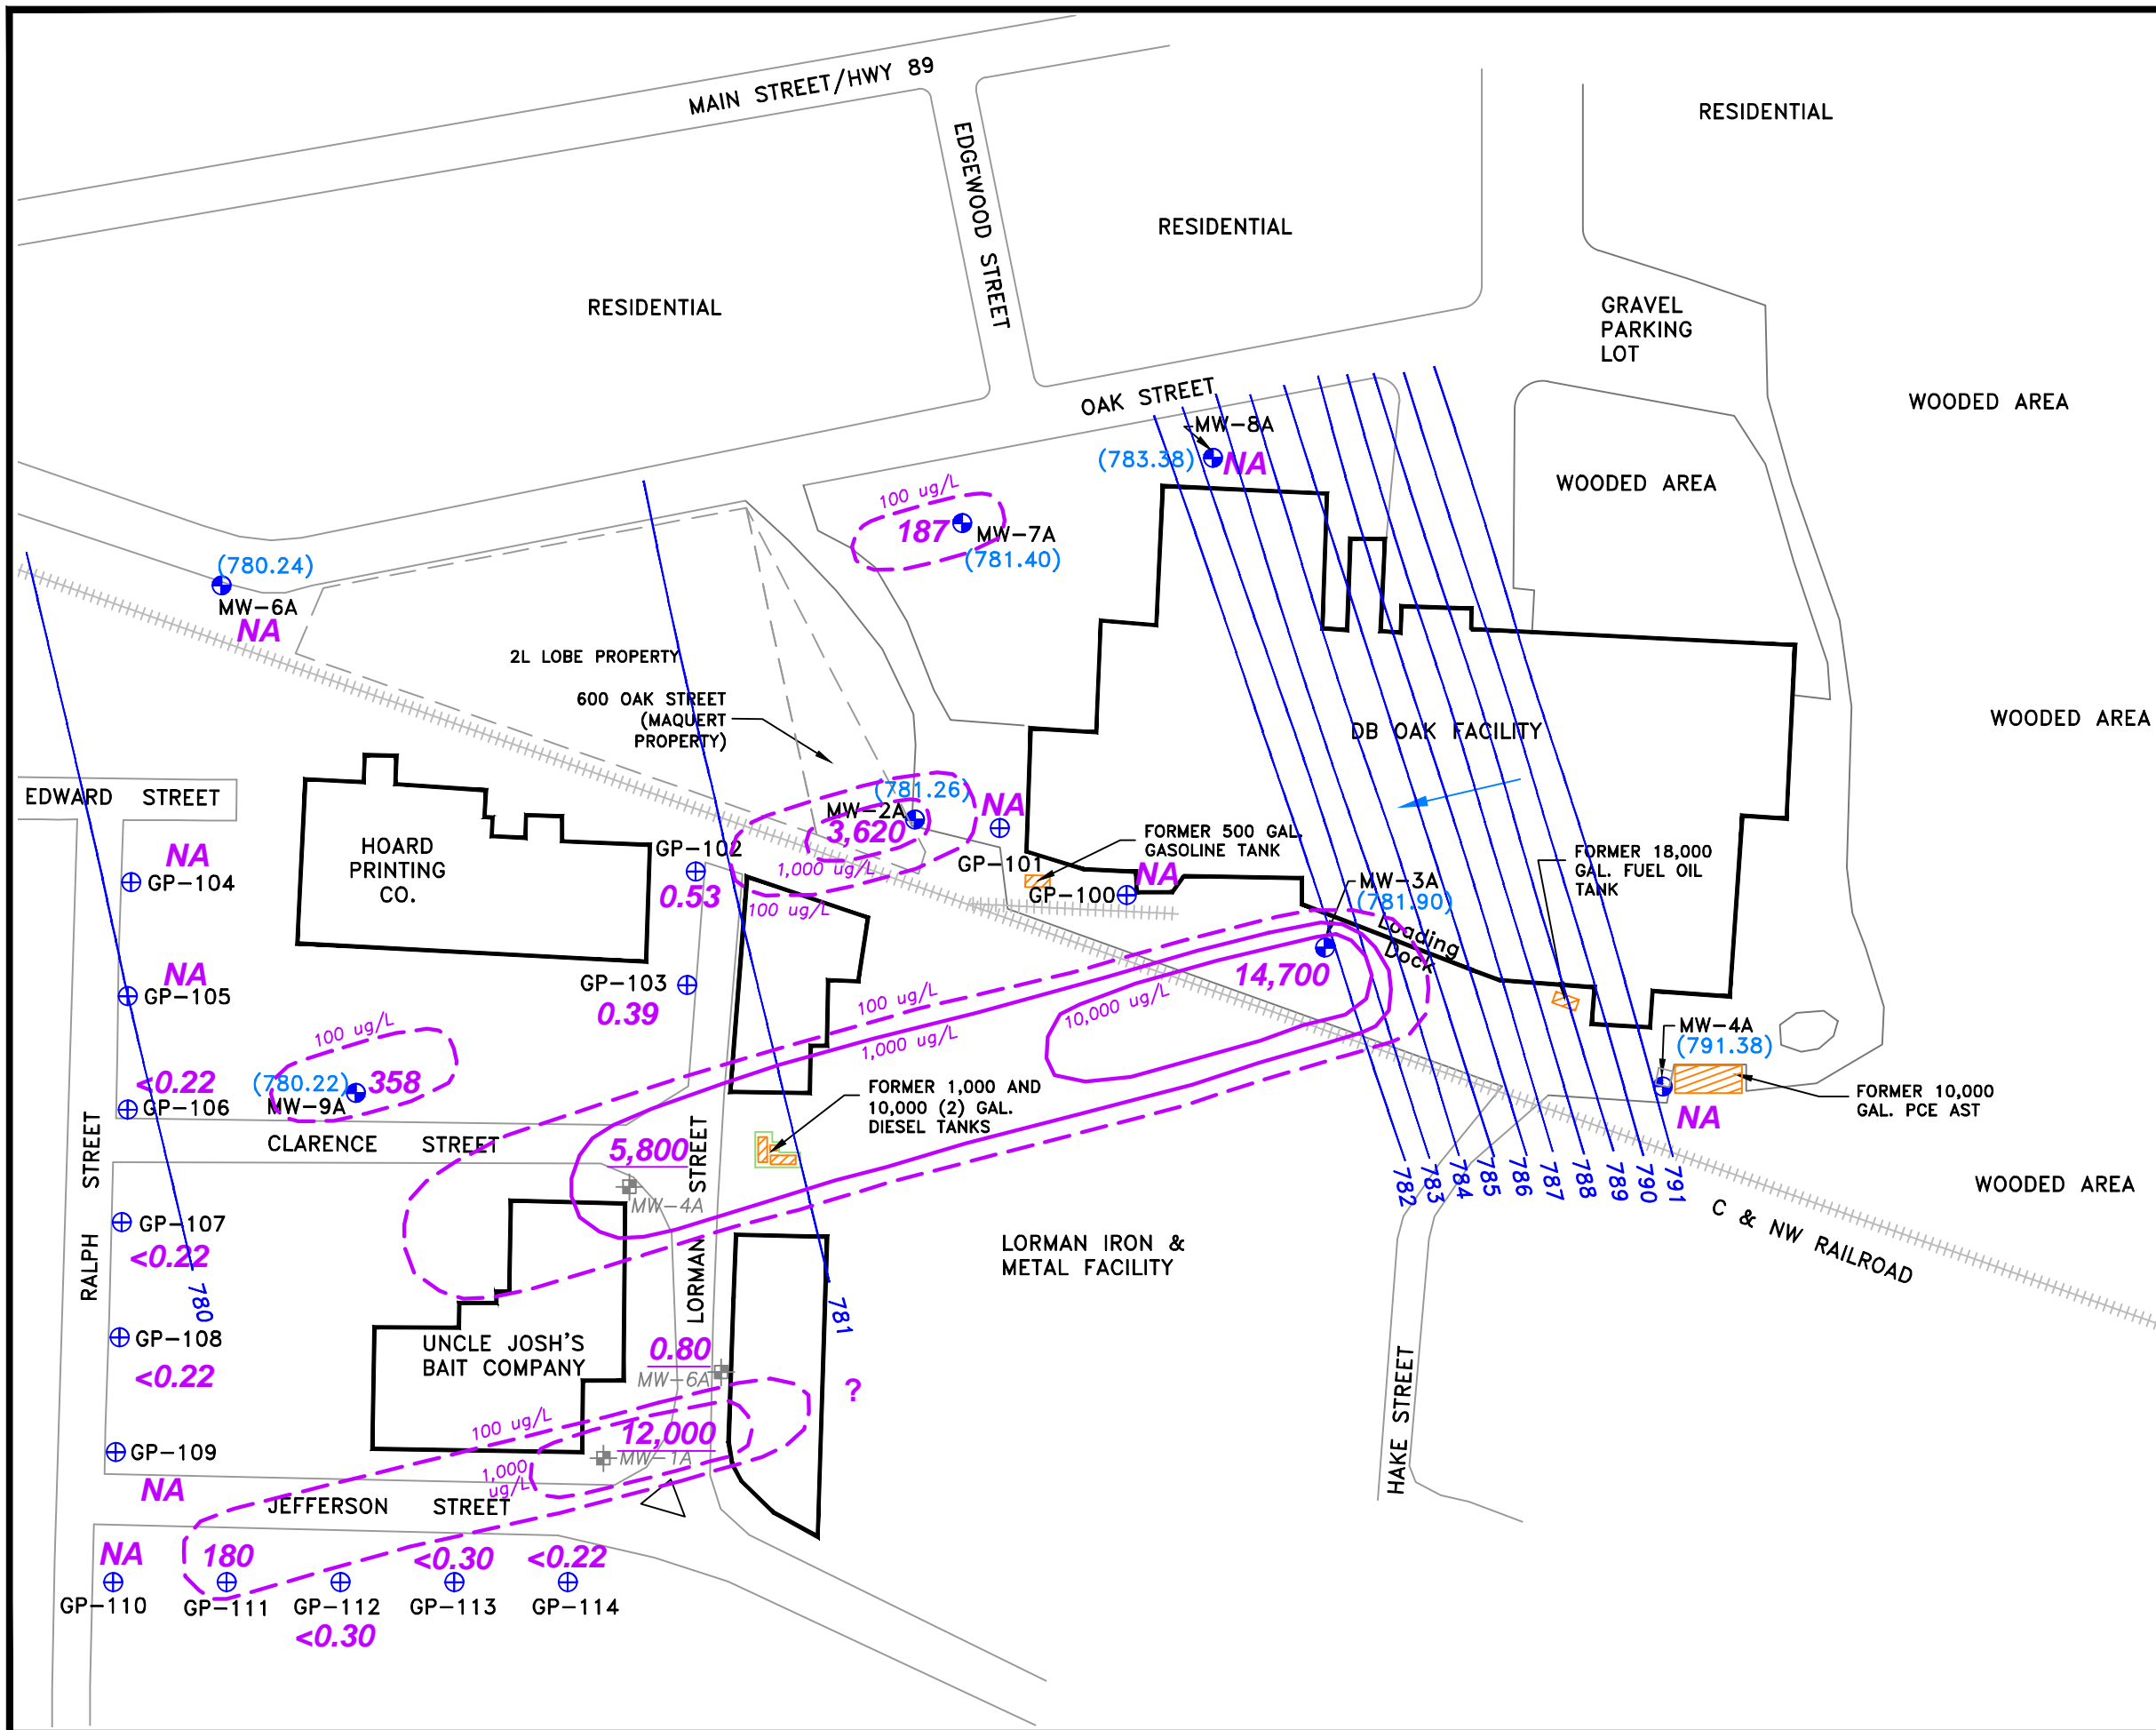 MAIN STREET/HWY 89
RESIDENTIAL
EDGEWOOD STREET
RESIDENTIAL
RESIDENTIAL
GRAVEL
PARKING
LOT
WOODED AREA
OAK STREET
MW-8A
(783.38)
NA
WOODED AREA
100 ug/L
187
MW-7A
(781.40)
(780.24)
MW-6A
NA
2L LOBE PROPERTY
600 OAK STREET
(MAQUERT
PROPERTY)
DB OAK FACILITY
WOODED AREA
EDWARD STREET
(781.26)
MW-2A
3,620
NA
1,000 ug/L
100 ug/L
GP-101
FORMER 500 GAL.
GASOLINE TANK
NA
GP-100
FORMER 18,000
GAL. FUEL OIL
TANK
HOARD
PRINTING
CO.
GP-102
0.53
NA
GP-104
MW-3A
(781.90)
Loading
Dock
14,700
10,000 ug/L
100 ug/L
1,000 ug/L
NA
GP-105
GP-103
0.39
100 ug/L
(780.22)
358
MW-9A
<0.22
GP-106
MW-4A
(791.38)
NA
FORMER 10,000
GAL. PCE AST
FORMER 1,000 AND
10,000 (2) GAL.
DIESEL TANKS
CLARENCE STREET
5,800
MW-4A
RALPH STREET
LORMAN STREET
782
783
784
785
786
787
788
789
790
791
WOODED AREA
C & NW RAILROAD
GP-107
<0.22
780
LORMAN IRON &
METAL FACILITY
781
GP-108
<0.22
UNCLE JOSH'S
BAIT COMPANY
0.80
MW-6A
?
HAKE STREET
100 ug/L
12,000
MW-1A
1,000
ug/L
GP-109
NA
JEFFERSON STREET
NA
GP-110
180
GP-111
GP-112
<0.30
<0.30
GP-113
<0.22
GP-114